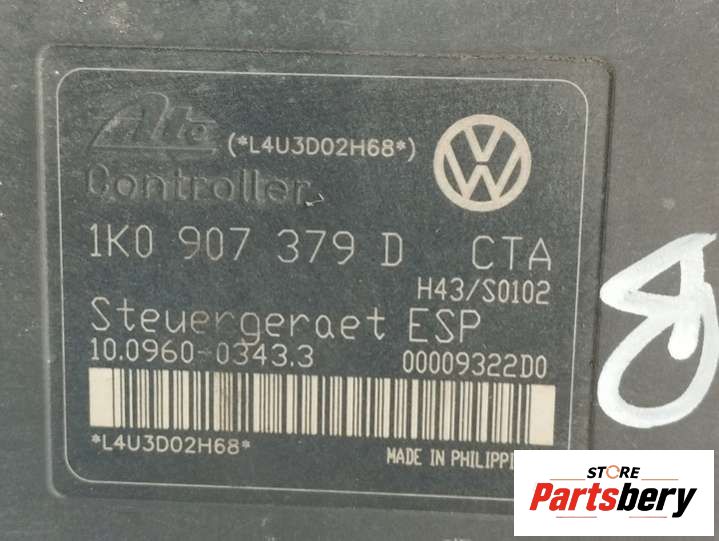 Ate (*L4U3D02H68*)
Controller
1K0 907 379 D CTA
H43/S0102
Steuergeraet ESP
10.0960-0343.3 00009322D0
*L4U3D02H68* MADE IN
8
STORE
Partsbery